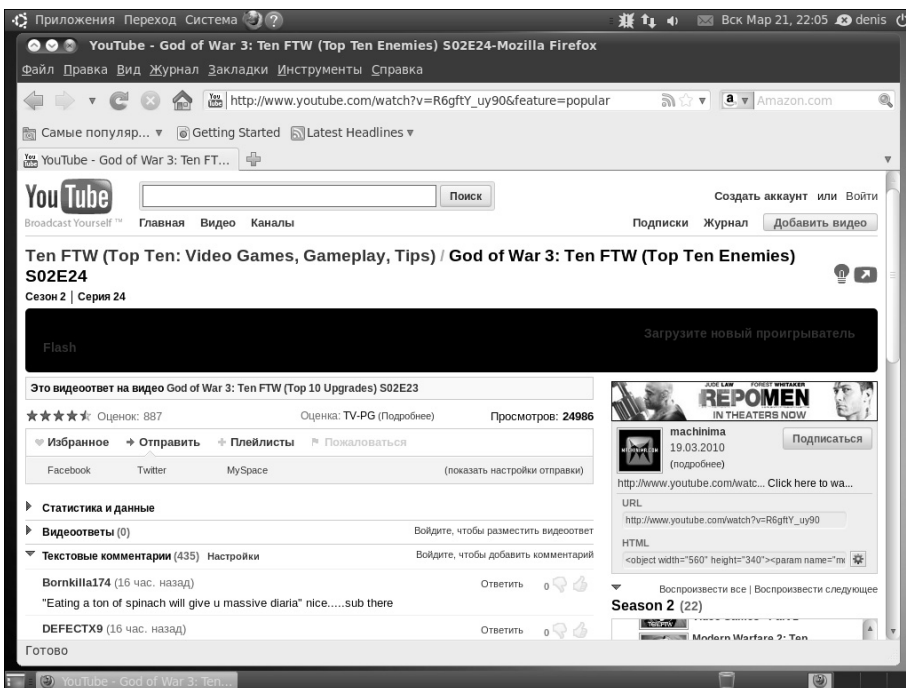 Приложения Переход Система Вск Мар 21, 22:05 denis
YouTube - God of War 3: Ten FTW (Top Ten Enemies) S02E24-Mozilla Firefox
Файл Правка Вид Журнал Закладки Инструменты Справка
http://www.youtube.com/watch?v=R6gftY_uy90&feature=popular a Amazon.com
Самые популяр... Getting Started Latest Headlines
YouTube - God of War 3: Ten FT...
YouTube Поиск Создать аккаунт или Войти
Broadcast Yourself ™ Главная Видео Каналы Подписки Журнал Добавить видео
Ten FTW (Top Ten: Video Games, Gameplay, Tips) / God of War 3: Ten FTW (Top Ten Enemies)
S02E24
Сезон 2 | Серия 24
Загрузите новый проигрыватель
Flash
Это видеоответ на видео God of War 3: Ten FTW (Top 10 Upgrades) S02E23
Оценок: 887 Оценка: TV-PG (Подробнее) Просмотров: 24986
Избранное Отправить Плейлисты Пожаловаться
Facebook Twitter MySpace (показать настройки отправки)
Статистика и данные
Видеоответы (0) Войдите, чтобы разместить видеоответ
Текстовые комментарии (435) Настройки Войдите, чтобы добавить комментарий
Bornkilla174 (16 час. назад) Ответить 0
"Eating a ton of spinach will give u massive diaria" nice.....sub there
DEFECTX9 (16 час. назад) Ответить 0
JUDE LAW FOREST WHITAKER
REPOMEN
IN THEATERS NOW
machinima
19.03.2010 Подписаться
(подробнее)
http://www.youtube.com/watc... Click here to wa...
URL
http://www.youtube.com/watch?v=R6gftY_uy90
HTML
<object width="560" height="340"><param name="m
Воспроизвести все | Воспроизвести следующее
Season 2 (22)
Modern Warfare 2: Ten
Готово
YouTube - God of War 3: Ten...